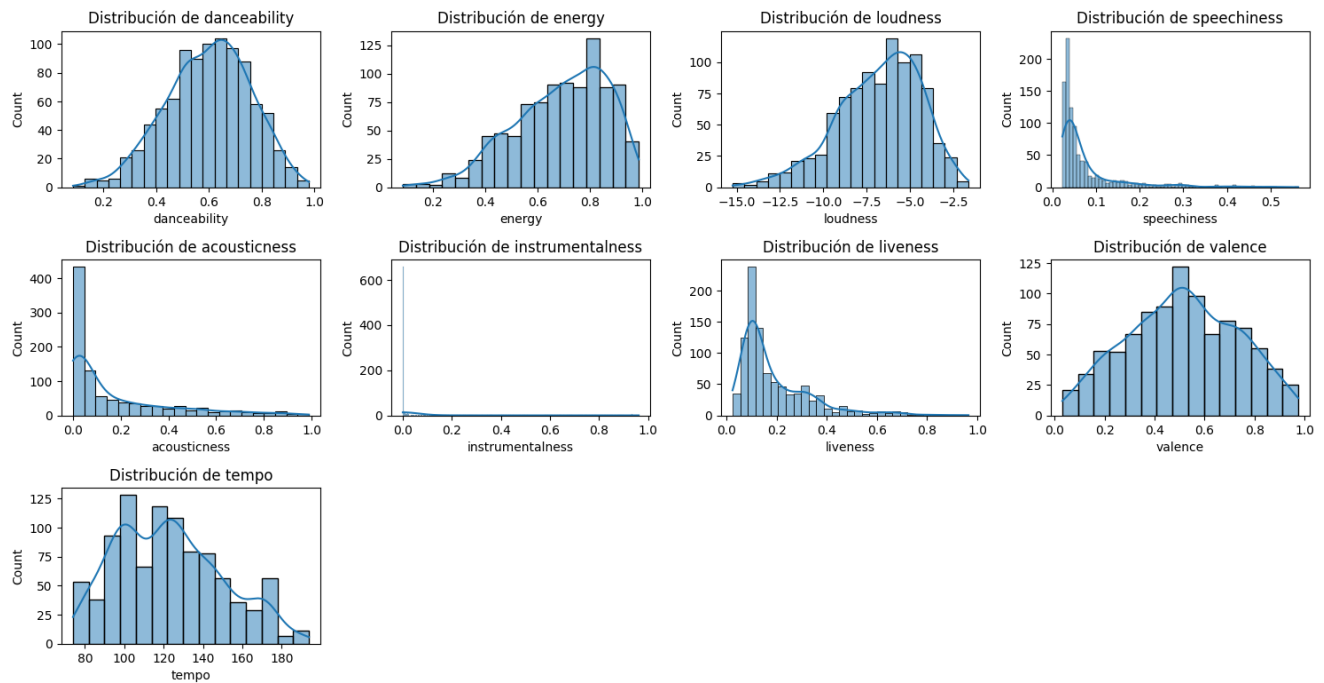 Distribución de danceability
Count
100
80
60
40
20
0
0.2 0.4 0.6 0.8 1.0
danceability
Distribución de energy
Count
125
100
75
50
25
0
0.2 0.4 0.6 0.8 1.0
energy
Distribución de loudness
Count
100
75
50
25
0
−15.0 −12.5 −10.0 −7.5 −5.0 −2.5
loudness
Distribución de speechiness
Count
200
150
100
50
0
0.0 0.1 0.2 0.3 0.4 0.5
speechiness
Distribución de acousticness
Count
400
300
200
100
0
0.0 0.2 0.4 0.6 0.8 1.0
acousticness
Distribución de instrumentalness
Count
600
400
200
0
0.0 0.2 0.4 0.6 0.8 1.0
instrumentalness
Distribución de liveness
Count
200
150
100
50
0
0.0 0.2 0.4 0.6 0.8 1.0
liveness
Distribución de valence
Count
125
100
75
50
25
0
0.0 0.2 0.4 0.6 0.8 1.0
valence
Distribución de tempo
Count
125
100
75
50
25
0
80 100 120 140 160 180
tempo